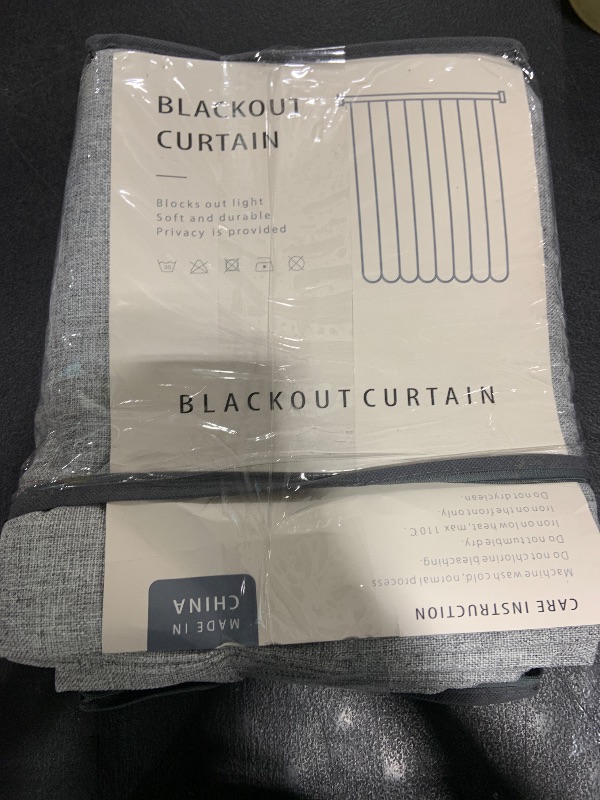 BLACKOUT
CURTAIN
Blocks out light
Soft and durable
Privacy is provided
30
BLACKOUT CURTAIN
CARE INSTRUCTION
Machine wash cold, normal process
Do not chlorine bleaching.
Do not tumble dry.
Iron on low heat, max 110℃.
Iron on the front only.
Do not dryclean.
MADE IN
CHINA